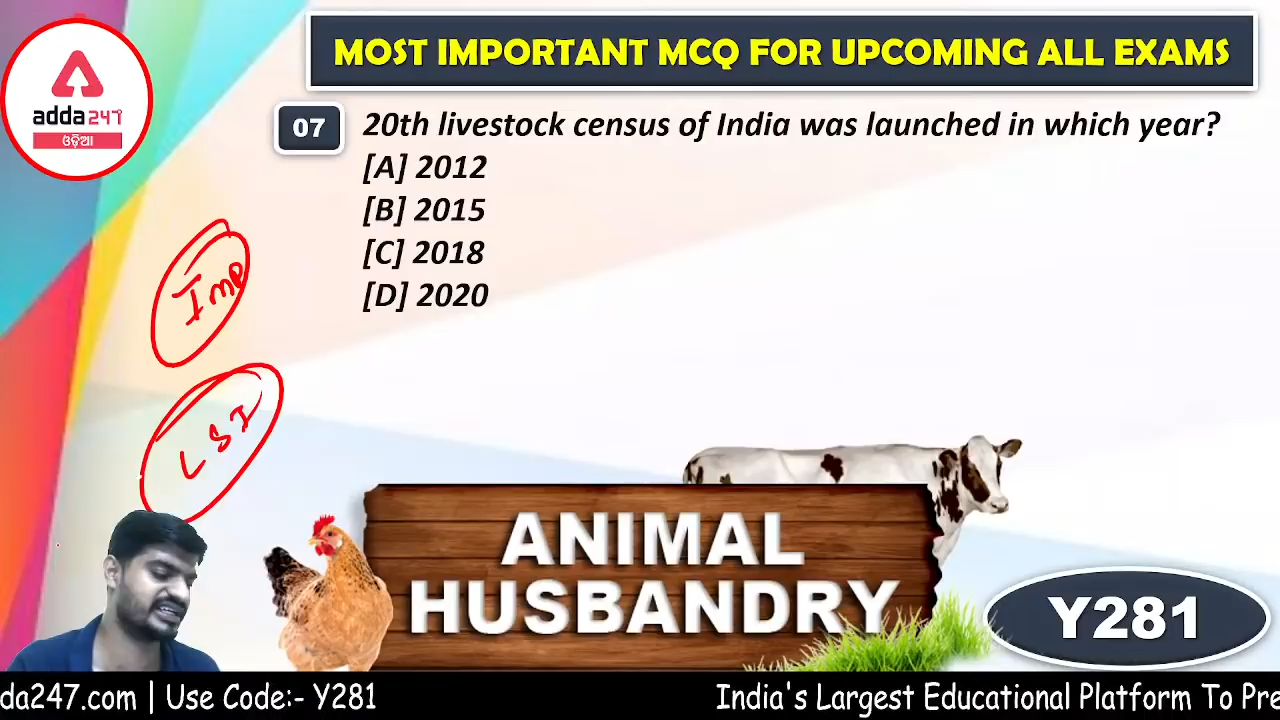 MOST IMPORTANT MCQ FOR UPCOMING ALL EXAMS
adda247
ଓଡ଼ିଆ
07
20th livestock census of India was launched in which year?
[A] 2012
[B] 2015
[C] 2018
[D] 2020
Imp
LSI
ANIMAL
HUSBANDRY
Y281
da247.com | Use Code:- Y281
India's Largest Educational Platform To Pre